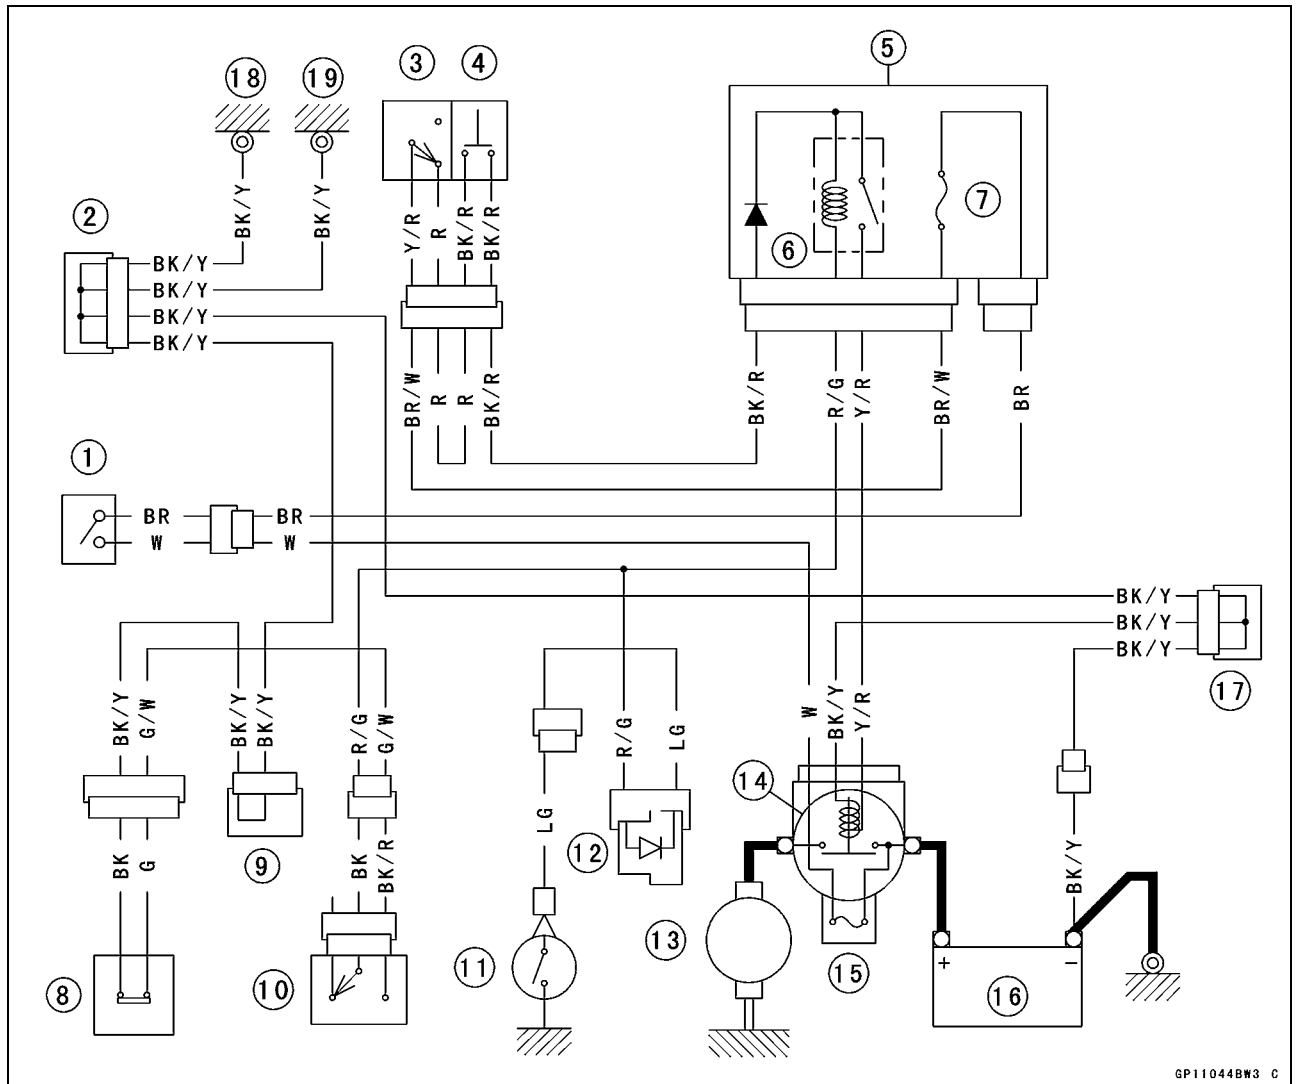 18
19
3
4
5
BK/Y
BK/Y
Y/R
R
BK/R
BK/R
7
2
6
BK/Y
BK/Y
BK/Y
BK/Y
BR/W
R
R
BK/R
BK/R
R/G
Y/R
BR/W
BR
1
BR
BR
W
W
BK/Y
BK/Y
BK/Y
17
BK/Y
G/W
BK/Y
BK/Y
R/G
G/W
R/G
LG
W
BK/Y
Y/R
14
LG
12
BK
G
9
BK
BK/R
BK/Y
13
11
10
8
15
+
−
16
GP11044BW3 C